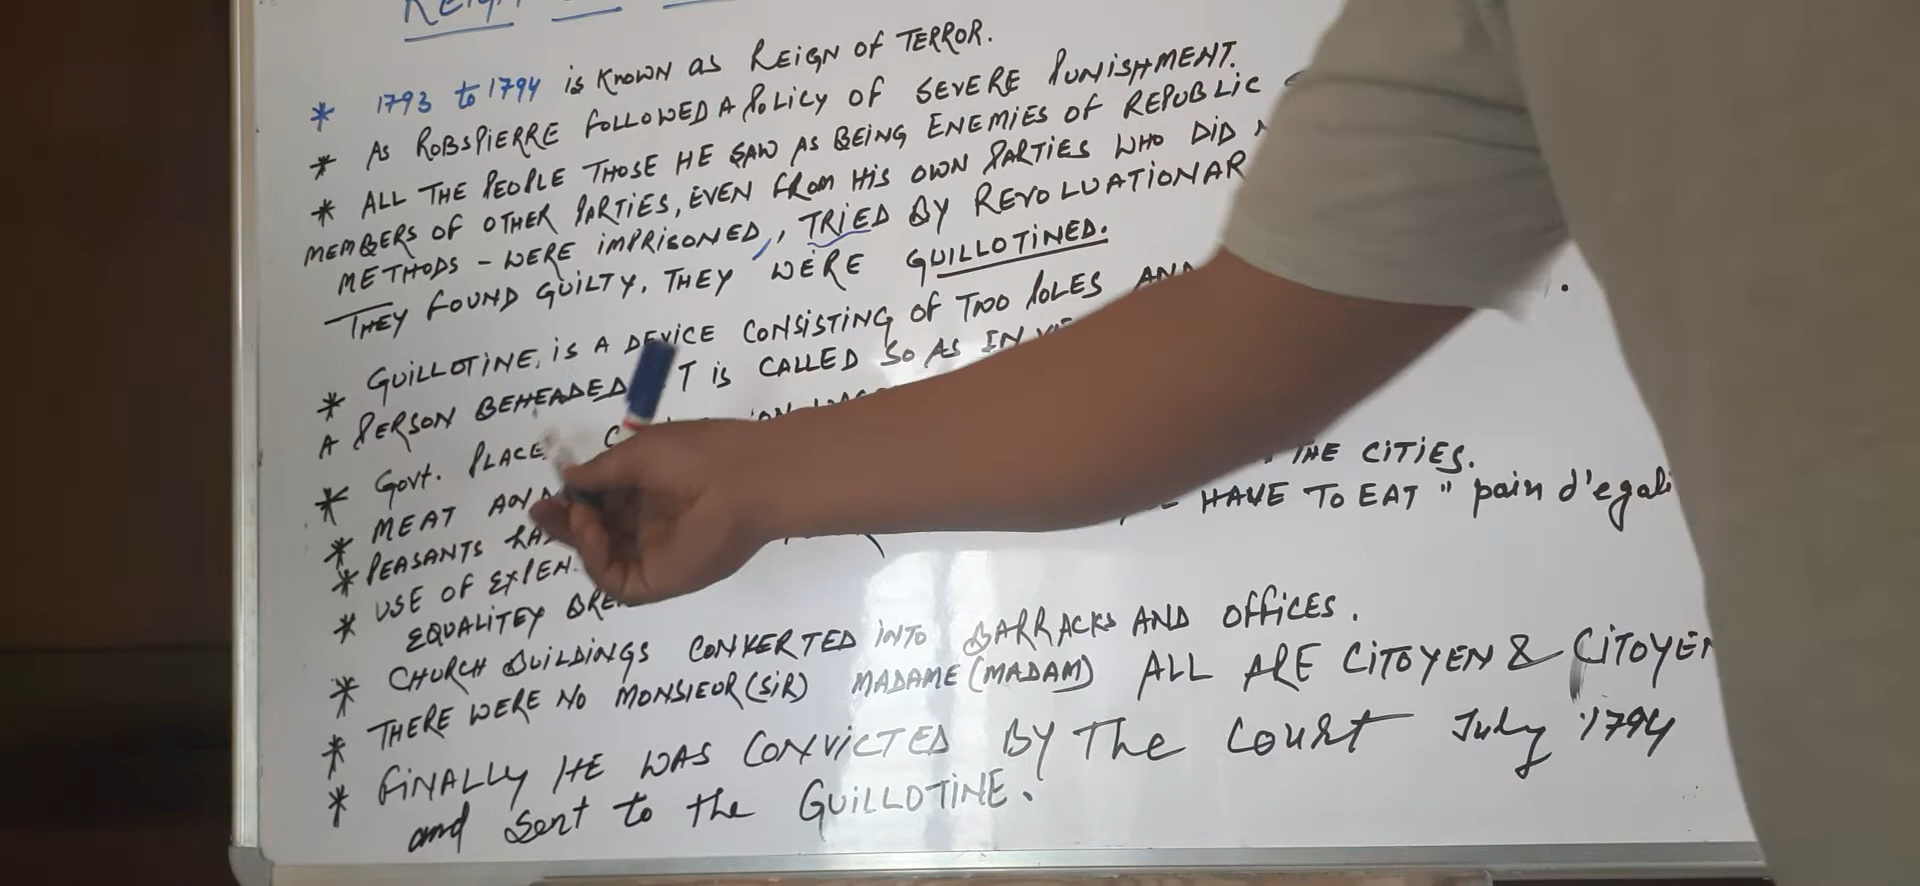 REIGN
* 1793 to 1794 is KNOWN as REIGN OF TERROR.
* AS ROBSPIERRE FOLLOWED A POLICY OF SEVERE PUNISHMENT.
* ALL THE PEOPLE THOSE HE SAW AS BEING ENEMIES OF REPUBLIC
MEMBERS OF OTHER PARTIES, EVEN FROM HIS OWN PARTIES WHO DID
METHODS - WERE IMPRISONED, TRIED BY REVOLUATIONAR
THEY FOUND GUILTY, THEY WERE GUILLOTINED.
* GUILLOTINE, is A DEVICE CONSISTING OF TWO POLES AND
A PERSON BEHEADED. IT is CALLED SO AS IN
* GOVT. PLACE
* MEAT AND THE CITIES.
* PEASANTS HAVE TO EAT " pain d'egali
* USE OF EXPEN
EQUALITEY BRE
* CHURCH BUILDINGS CONVERTED INTO BARRACKS AND OFFICES.
* THERE WERE NO MONSIEUR (SIR) MADAME (MADAM) ALL ARE CITOYEN & CITOYEN
* FINALLY HE WAS CONVICTED BY The Court July 1794
and Sent to the GUILLOTINE.